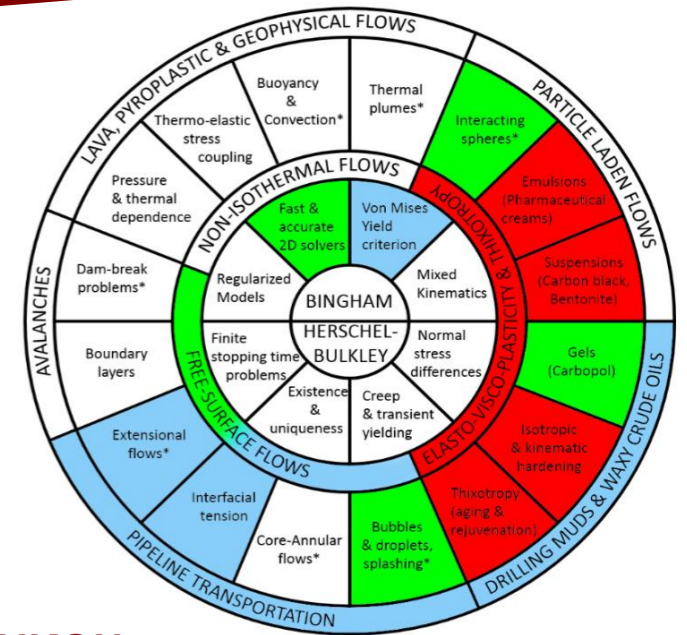 LAVA, PYROPLASTIC & GEOPHYSICAL FLOWS
PARTICLE LADEN FLOWS
DRILLING MUDS & WAXY CRUDE OILS
PIPELINE TRANSPORTATION
AVALANCHES
Pressure
& thermal
dependence
Thermo-elastic
stress
coupling
Buoyancy
&
Convection*
Thermal
plumes*
Interacting
spheres*
Emulsions
(Pharmaceutical
creams)
Suspensions
(Carbon black,
Bentonite)
Gels
(Carbopol)
Isotropic
& kinematic
hardening
Thixotropy
(aging &
rejuvenation)
Bubbles
& droplets,
splashing*
Core-Annular
flows*
Interfacial
tension
Extensional
flows*
Boundary
layers
Dam-break
problems*
NON-ISOTHERMAL FLOWS
ELASTO-VISCO-PLASTICITY & THIXOTROPY
FREE-SURFACE FLOWS
Regularized
Models
Fast &
accurate
2D solvers
Von Mises
Yield
criterion
Mixed
Kinematics
Normal
stress
differences
Creep
& transient
yielding
Existence
&
uniqueness
Finite
stopping time
problems
BINGHAM
HERSCHEL-
BULKLEY